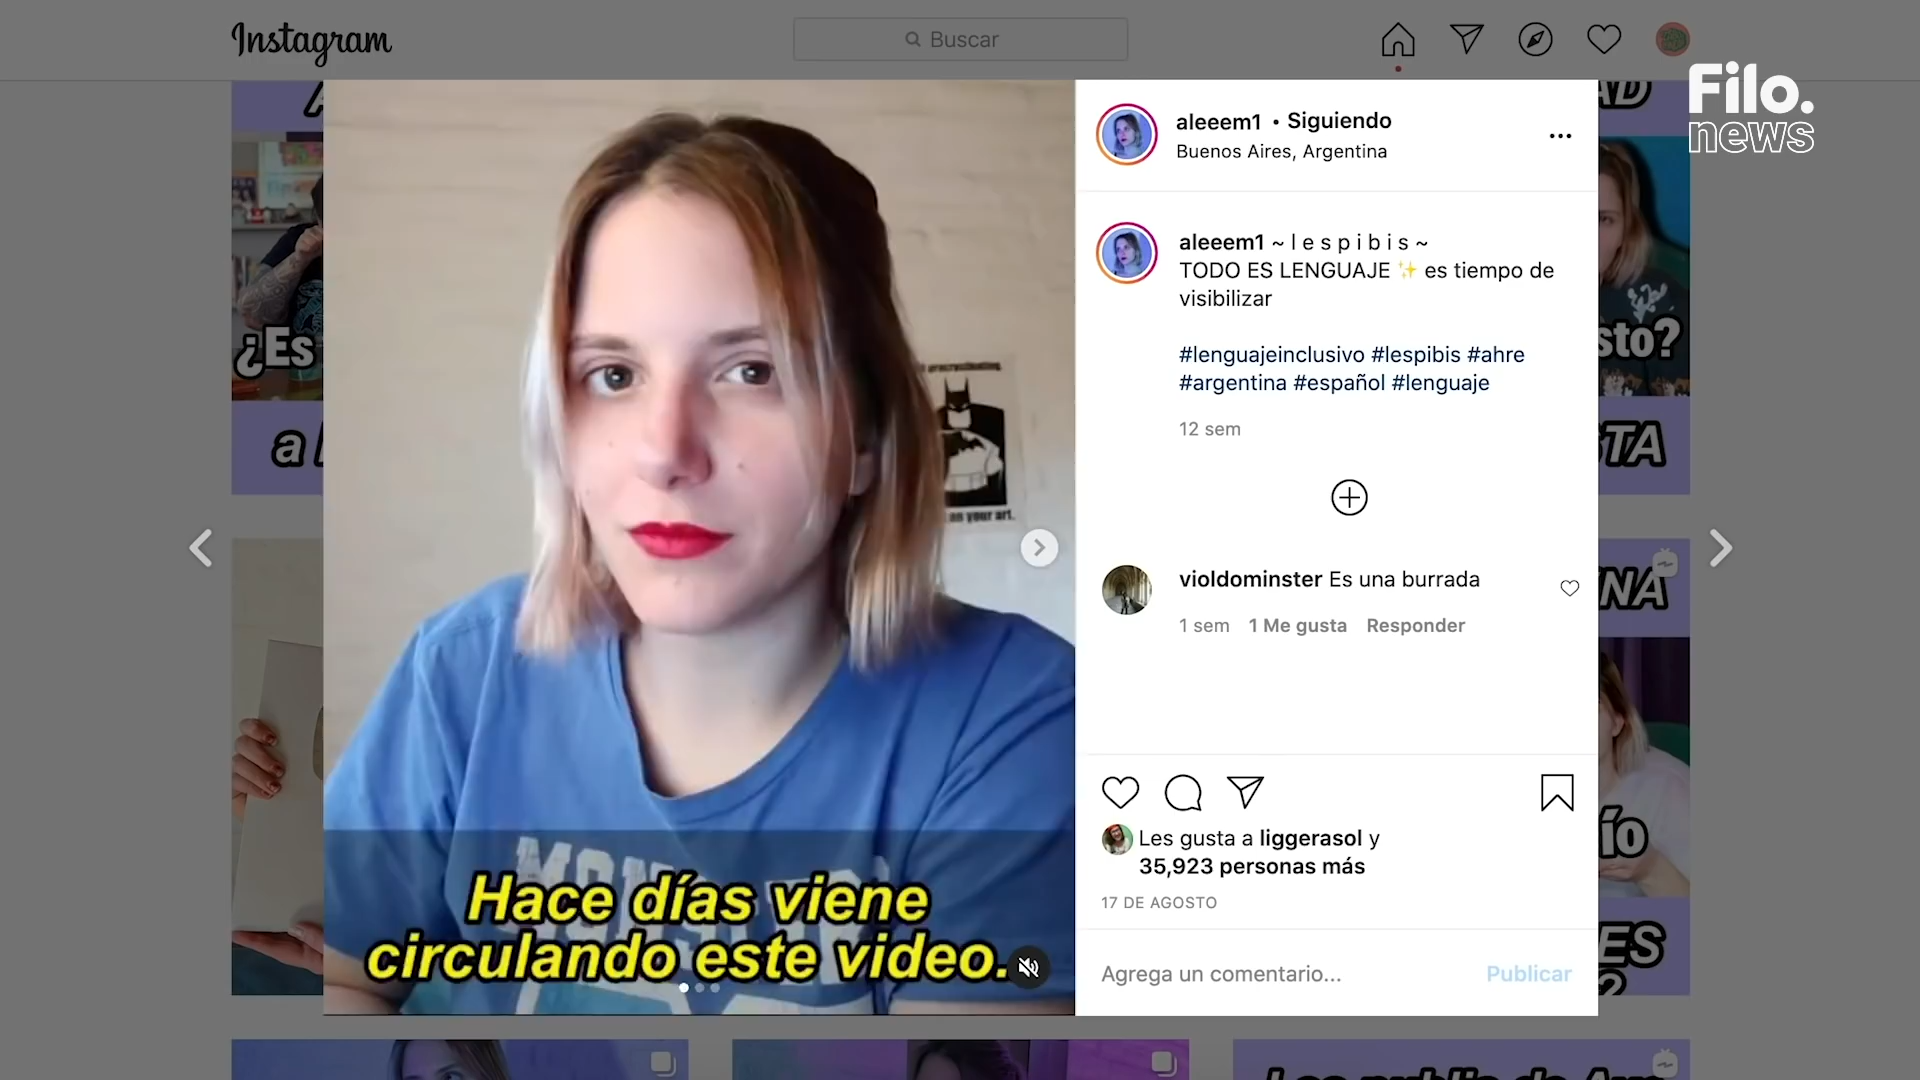 Instagram
Buscar
Filo.
news
aleeem1 • Siguiendo
Buenos Aires, Argentina
aleeem1 ~ l e s p i b i s ~
TODO ES LENGUAJE ✨ es tiempo de
visibilizar
#lenguajeinclusivo #lespibis #ahre
#argentina #español #lenguaje
12 sem
violdominster Es una burrada
1 sem 1 Me gusta Responder
Les gusta a liggerasol y
35,923 personas más
17 DE AGOSTO
Agrega un comentario... Publicar
Hace días viene
circulando este video.
¿Es
a l
sto?
STA
NA
ío
ES